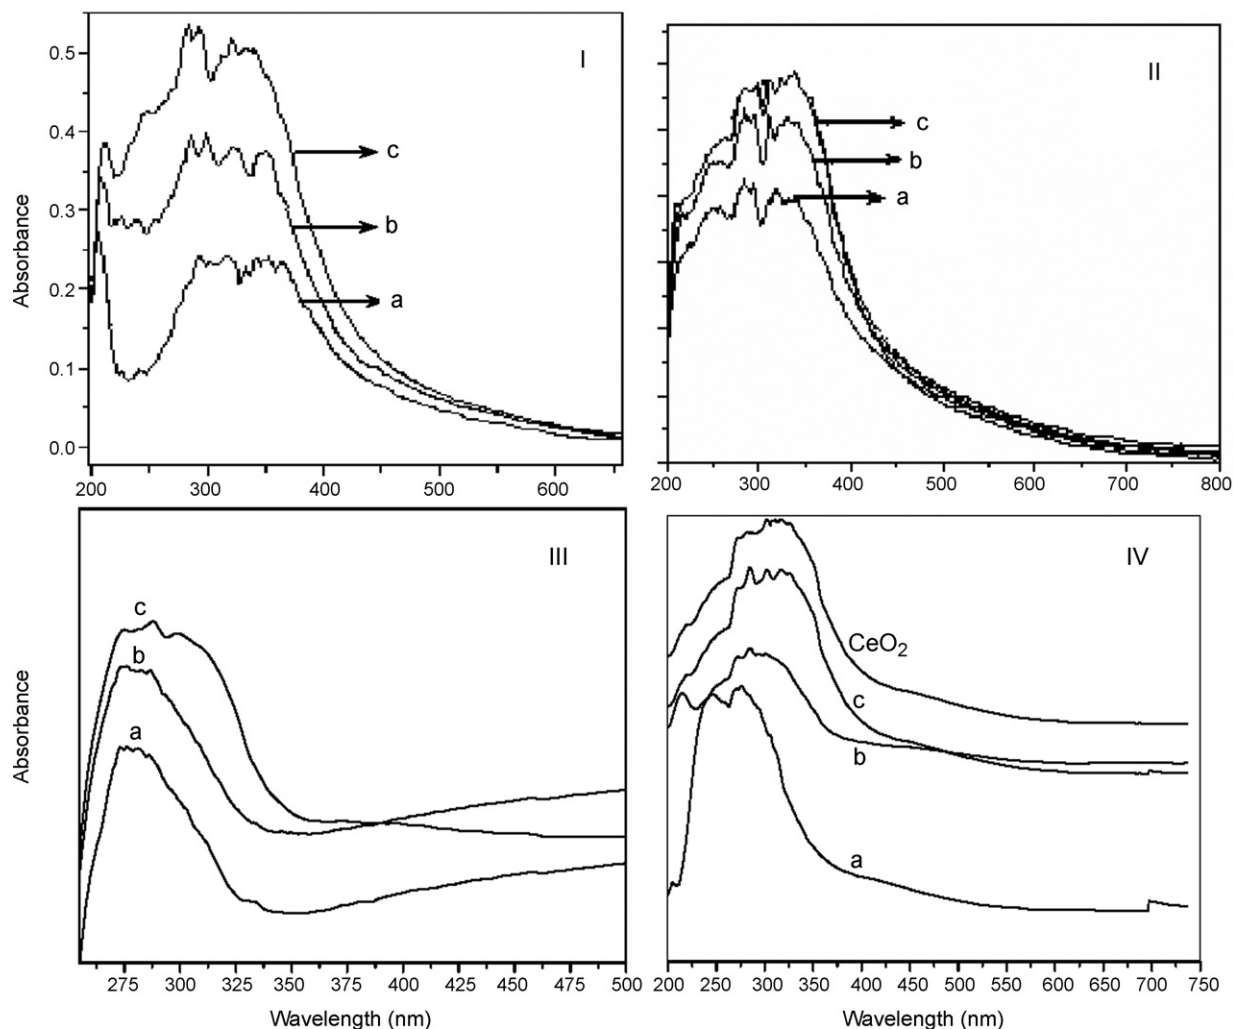 I
II
0.5
0.4
0.3
0.2
0.1
0.0
Absorbance
c
b
a
c
b
a
200 300 400 500 600
200 300 400 500 600 700 800
III
IV
c
b
a
CeO2
c
b
a
Absorbance
275 300 325 350 375 400 425 450 475 500
200 250 300 350 400 450 500 550 600 650 700 750
Wavelength (nm)
Wavelength (nm)